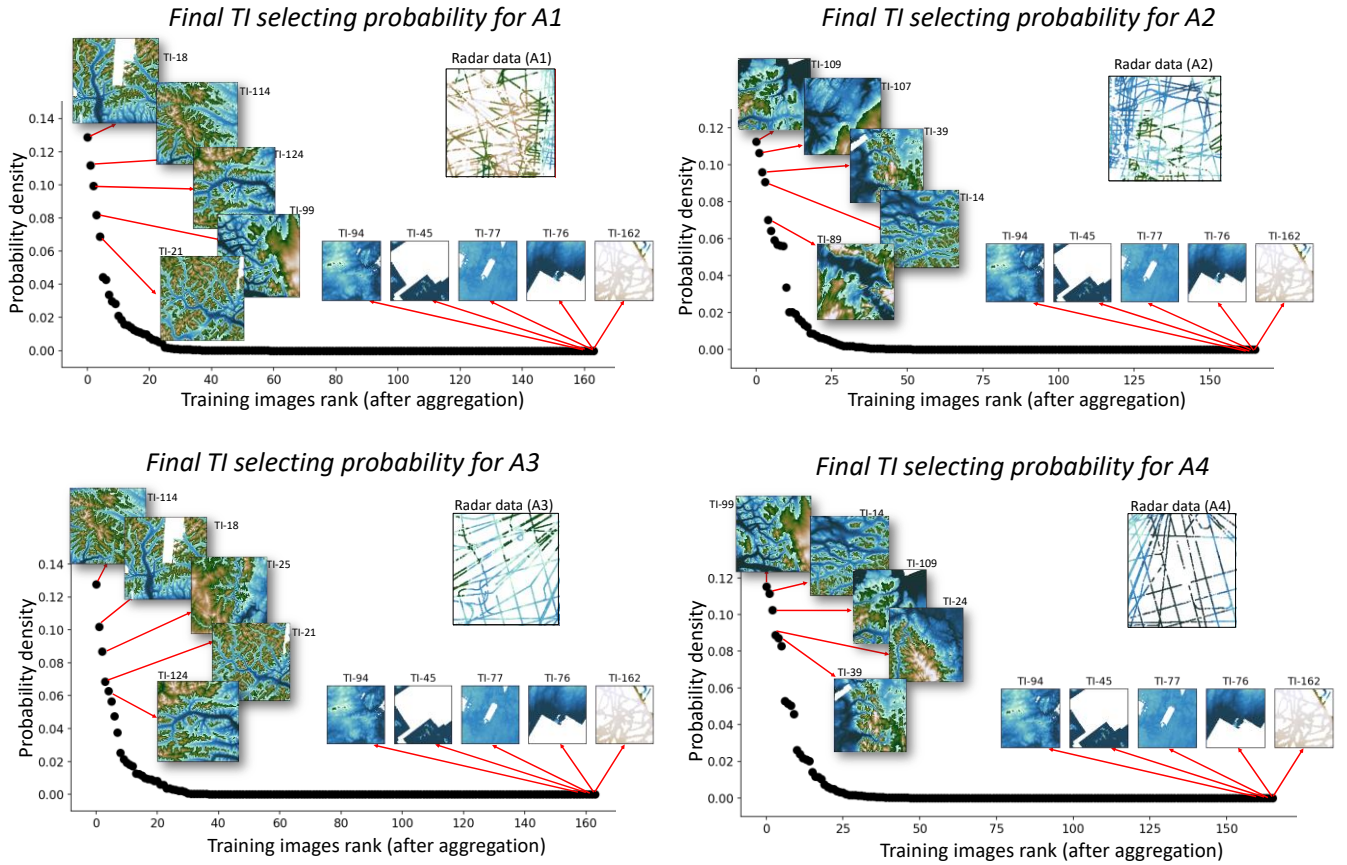 Final TI selecting probability for A1
TI-18
TI-114
TI-124
TI-99
TI-21
Radar data (A1)
TI-94 TI-45 TI-77 TI-76 TI-162
Probability density
0.14
0.12
0.10
0.08
0.06
0.04
0.02
0.00
0 20 40 60 80 100 120 140 160
Training images rank (after aggregation)
Final TI selecting probability for A2
TI-109
TI-107
TI-39
TI-14
TI-89
Radar data (A2)
TI-94 TI-45 TI-77 TI-76 TI-162
Probability density
0.12
0.10
0.08
0.06
0.04
0.02
0.00
0 25 50 75 100 125 150
Training images rank (after aggregation)
Final TI selecting probability for A3
TI-114
TI-18
TI-25
TI-21
TI-124
Radar data (A3)
TI-94 TI-45 TI-77 TI-76 TI-162
Probability density
0.14
0.12
0.10
0.08
0.06
0.04
0.02
0.00
0 20 40 60 80 100 120 140 160
Training images rank (after aggregation)
Final TI selecting probability for A4
TI-99
TI-14
TI-109
TI-24
TI-39
Radar data (A4)
TI-94 TI-45 TI-77 TI-76 TI-162
Probability density
0.12
0.10
0.08
0.06
0.04
0.02
0.00
0 25 50 75 100 125 150
Training images rank (after aggregation)